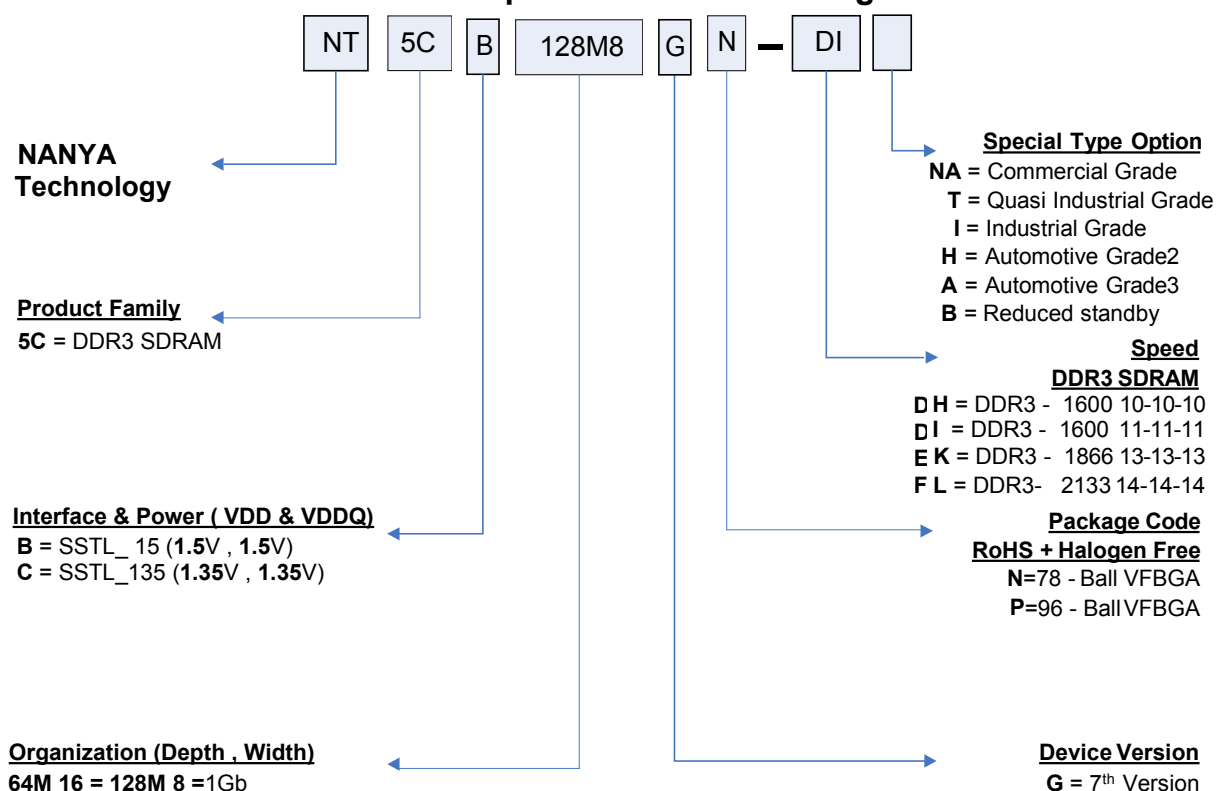 NT 5C B 128M8 G N – DI
NANYA
Technology
Product Family
5C = DDR3 SDRAM
Interface & Power ( VDD & VDDQ)
B = SSTL_ 15 (1.5V , 1.5V)
C = SSTL_135 (1.35V , 1.35V)
Organization (Depth , Width)
64M 16 = 128M 8 =1Gb
Special Type Option
NA = Commercial Grade
T = Quasi Industrial Grade
I = Industrial Grade
H = Automotive Grade2
A = Automotive Grade3
B = Reduced standby
Speed
DDR3 SDRAM
D H = DDR3 - 1600 10-10-10
D I = DDR3 - 1600 11-11-11
E K = DDR3 - 1866 13-13-13
F L = DDR3- 2133 14-14-14
Package Code
RoHS + Halogen Free
N=78 - Ball VFBGA
P=96 - Ball VFBGA
Device Version
G = 7th Version